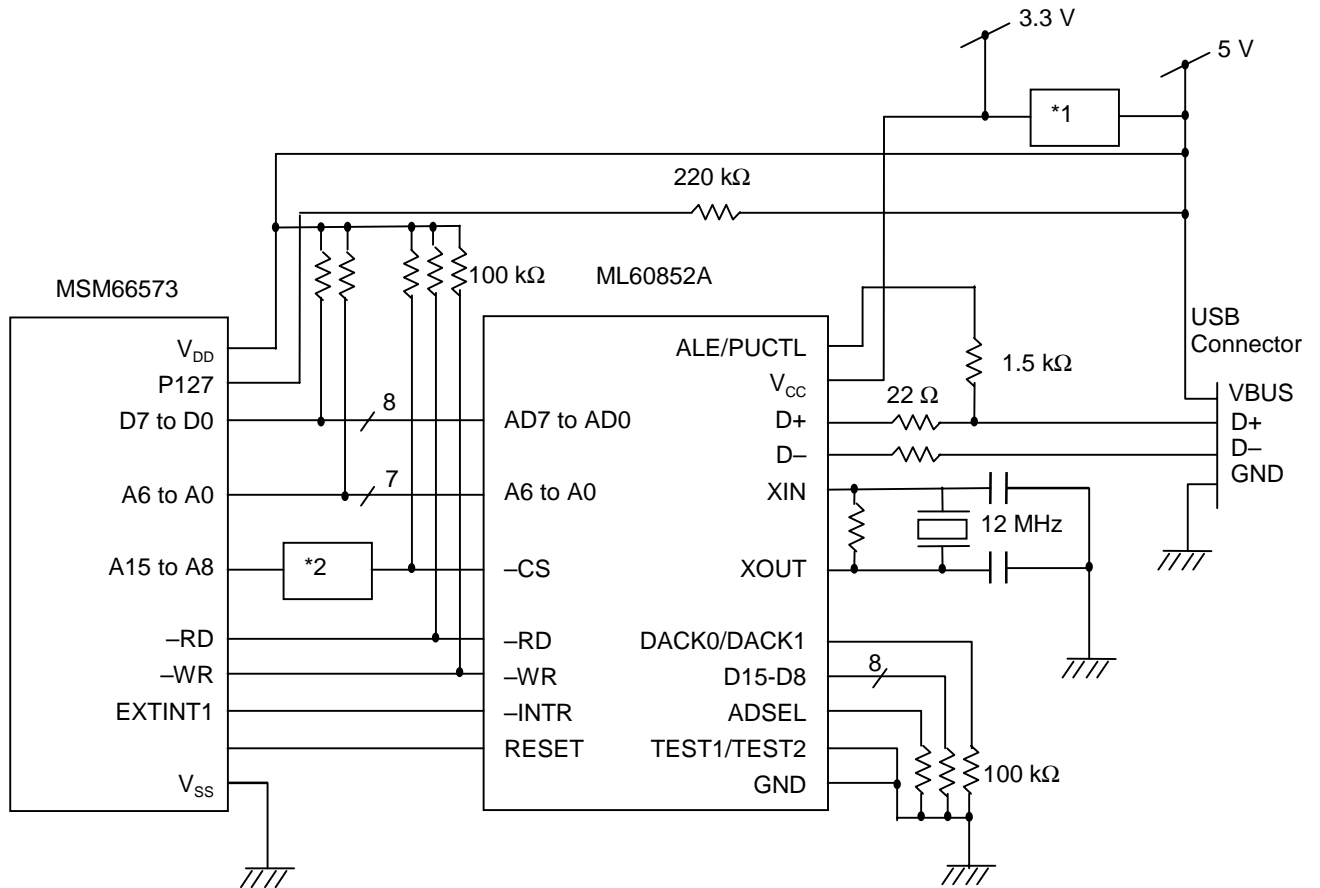 3.3 V
5 V
*1
220 kΩ
100 kΩ
MSM66573
ML60852A
USB
Connector
VDD
P127
D7 to D0
8
A6 to A0
7
A15 to A8
*2
–RD
–WR
EXTINT1
VSS
ALE/PUCTL
VCC
AD7 to AD0
D+
A6 to A0
D–
XIN
–CS
XOUT
–RD
DACK0/DACK1
–WR
D15-D8
8
–INTR
ADSEL
RESET
TEST1/TEST2
GND
1.5 kΩ
22 Ω
VBUS
D+
D–
GND
12 MHz
100 kΩ